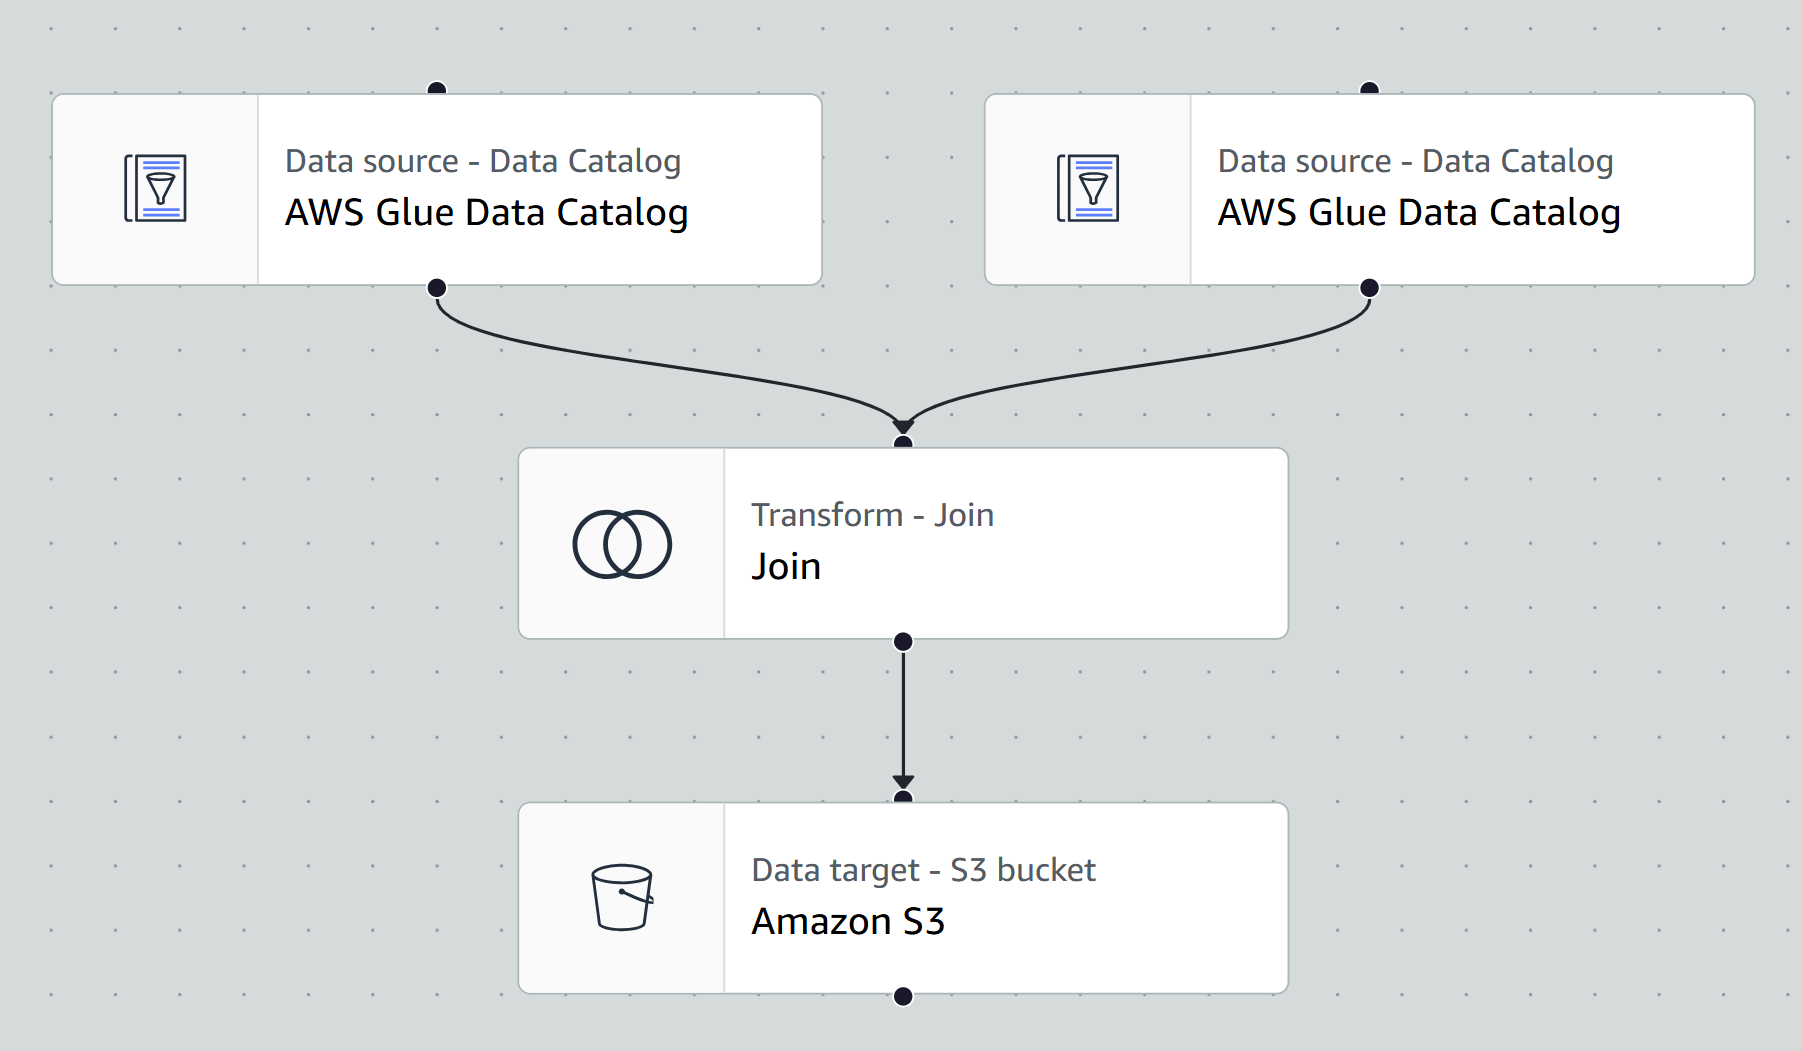 Data source - Data Catalog
AWS Glue Data Catalog
Data source - Data Catalog
AWS Glue Data Catalog
Transform - Join
Join
Data target - S3 bucket
Amazon S3